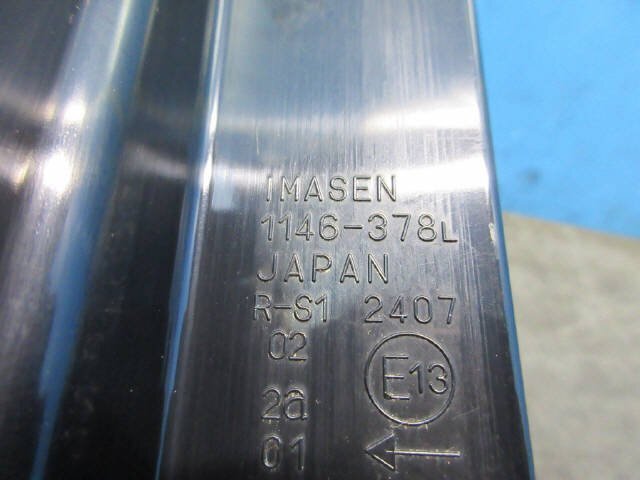 IMASEN
1146-378L
JAPAN
R-S1 2407
02
E13
2a
01 ←